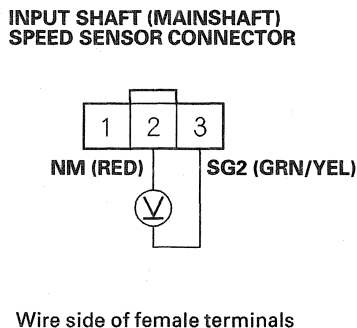 INPUT SHAFT (MAINSHAFT)
SPEED SENSOR CONNECTOR
1 2 3
NM (RED) SG2 (GRN/YEL)
V
Wire side of female terminals